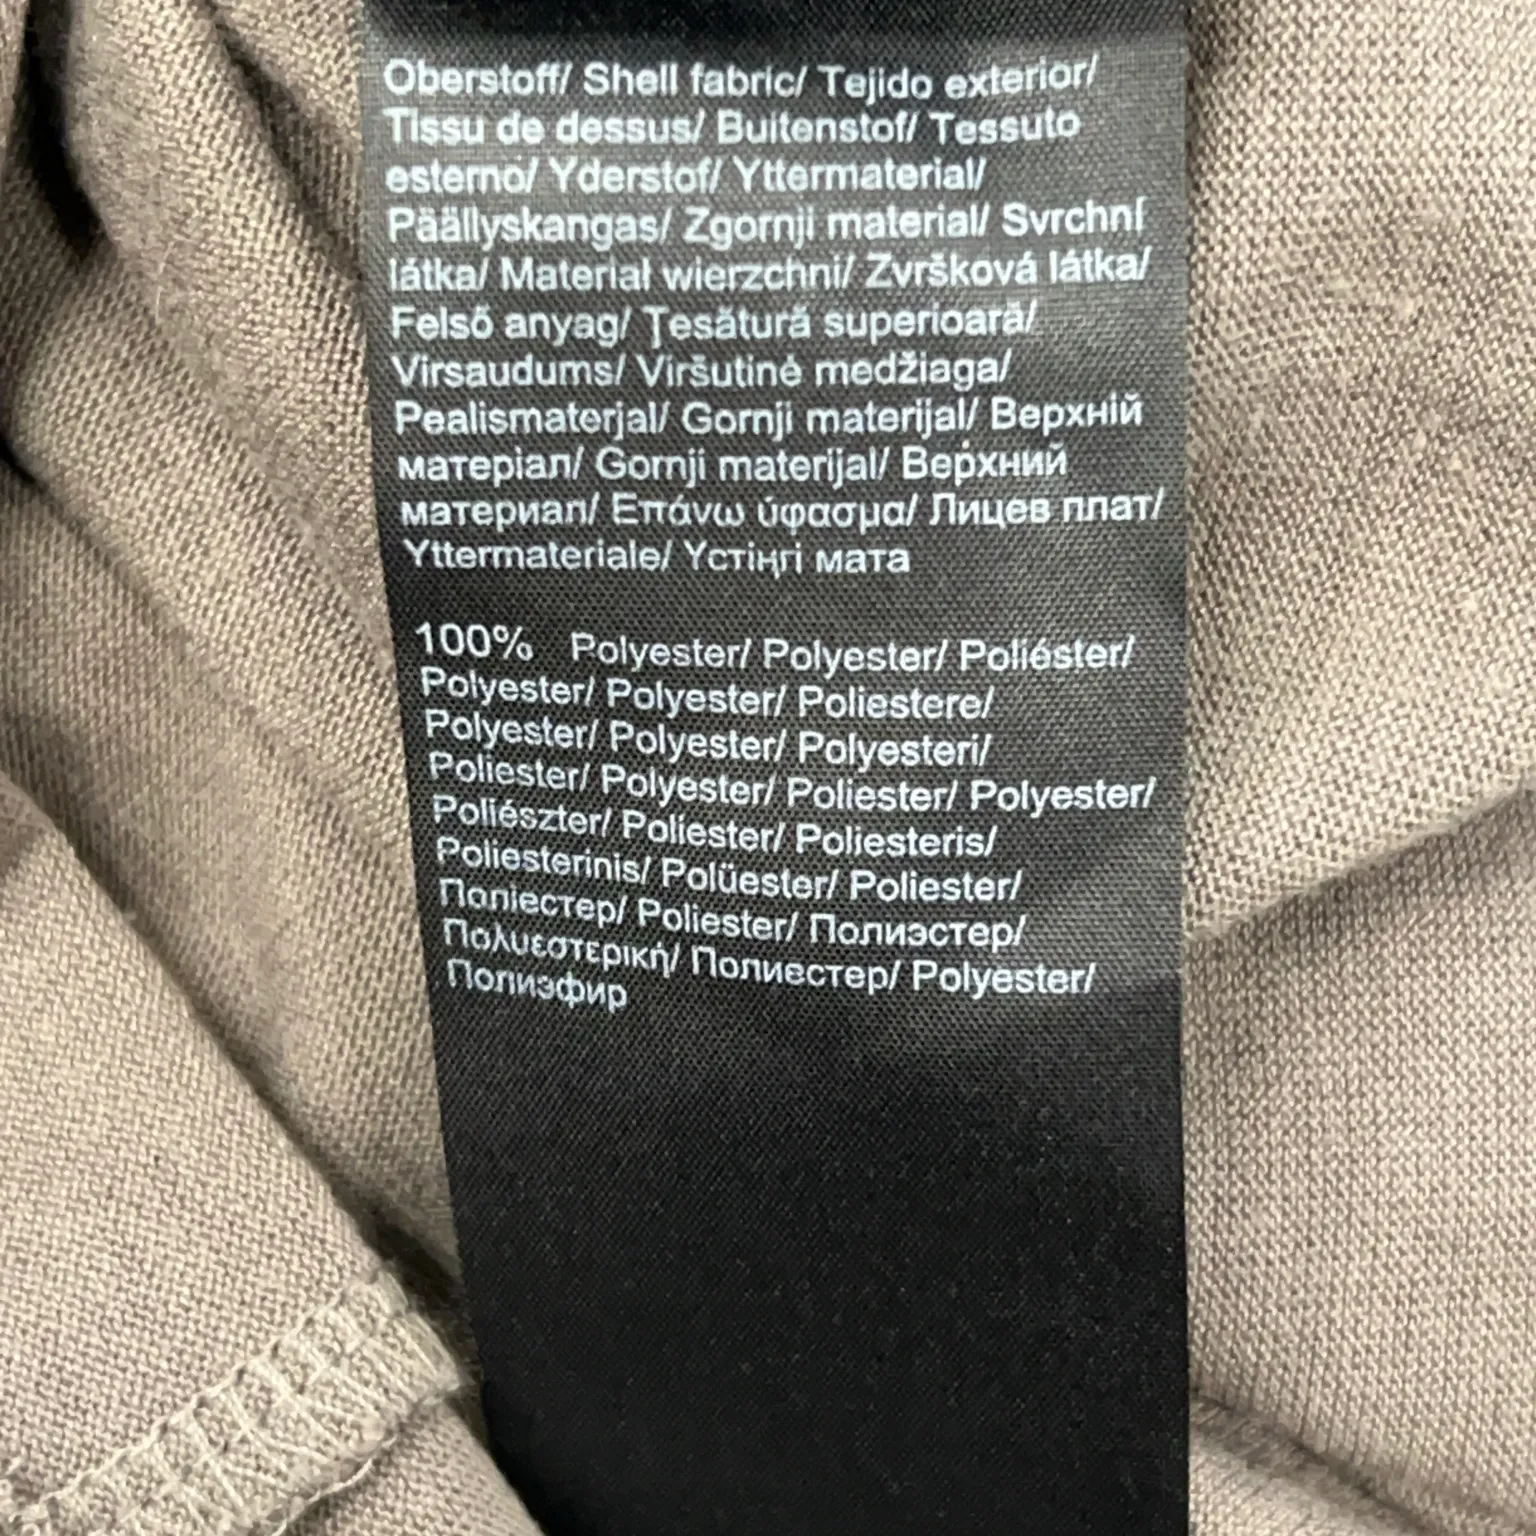 Oberstoff/ Shell fabric/ Tejido exterior/
Tissu de dessus/ Buitenstof/ Tessuto
esterno/ Yderstof/ Yttermaterial/
Päällyskangas/ Zgornji material/ Svrchní
látka/ Materiał wierzchni/ Zvršková látka/
Felső anyag/ Ţesătură superioară/
Virsaudums/ Viršutinė medžiaga/
Pealismaterjal/ Gornji materijal/ Верхній
матеріал/ Gornji materijal/ Верхний
материал/ Επάνω ύφασμα/ Лицев плат/
Yttermateriale/ Үстіңгі мата
100% Polyester/ Polyester/ Poliéster/
Polyester/ Polyester/ Poliestere/
Polyester/ Polyester/ Polyesteri/
Poliester/ Polyester/ Poliester/ Polyester/
Poliészter/ Poliester/ Poliesteris/
Poliesterinis/ Polüester/ Poliester/
Поліестер/ Poliester/ Полиэстер/
Πολυεστερική/ Полиестер/ Polyester/
Полиэфир